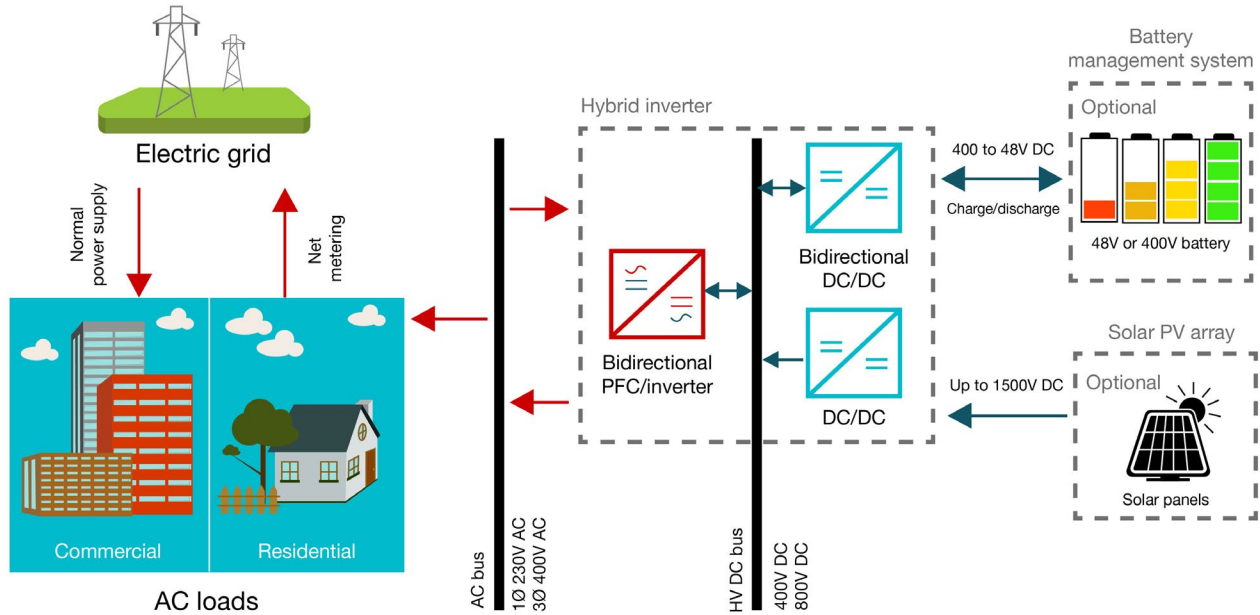 Electric grid
Normal
power supply
Net
metering
Commercial
Residential
AC loads
AC bus
1Ø 230V AC
3Ø 400V AC
Hybrid inverter
Bidirectional
PFC/inverter
HV DC bus
400V DC
800V DC
Bidirectional
DC/DC
DC/DC
400 to 48V DC
Charge/discharge
Up to 1500V DC
Battery
management system
Optional
48V or 400V battery
Solar PV array
Optional
Solar panels